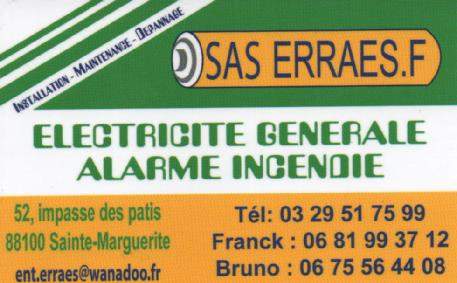 INSTALLATION - MAINTENANCE - DEPANNAGE
SAS ERRAES.F
ELECTRICITE GENERALE
ALARME INCENDIE
52, impasse des patis
88100 Sainte-Marguerite
ent.erraes@wanadoo.fr
Tél: 03 29 51 75 99
Franck : 06 81 99 37 12
Bruno : 06 75 56 44 08